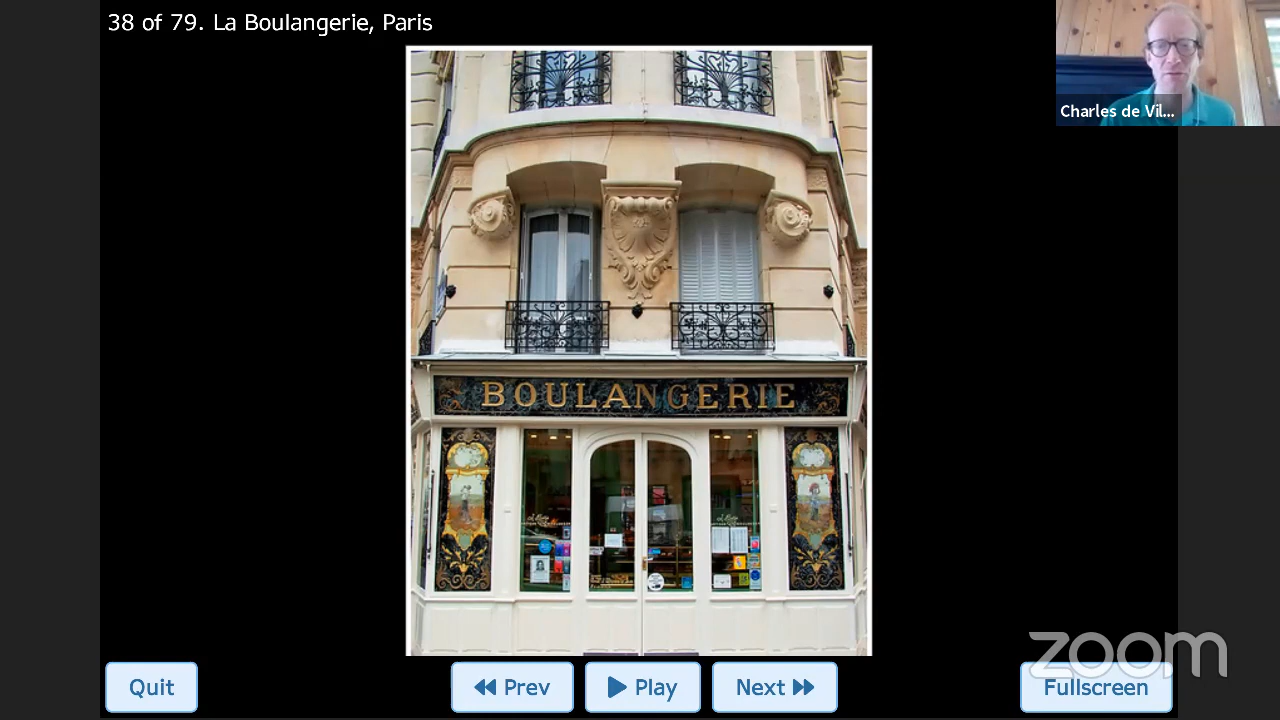 38 of 79. La Boulangerie, Paris
Charles de Vil...
BOULANGERIE
zoom
Quit
Prev
Play
Next
Fullscreen